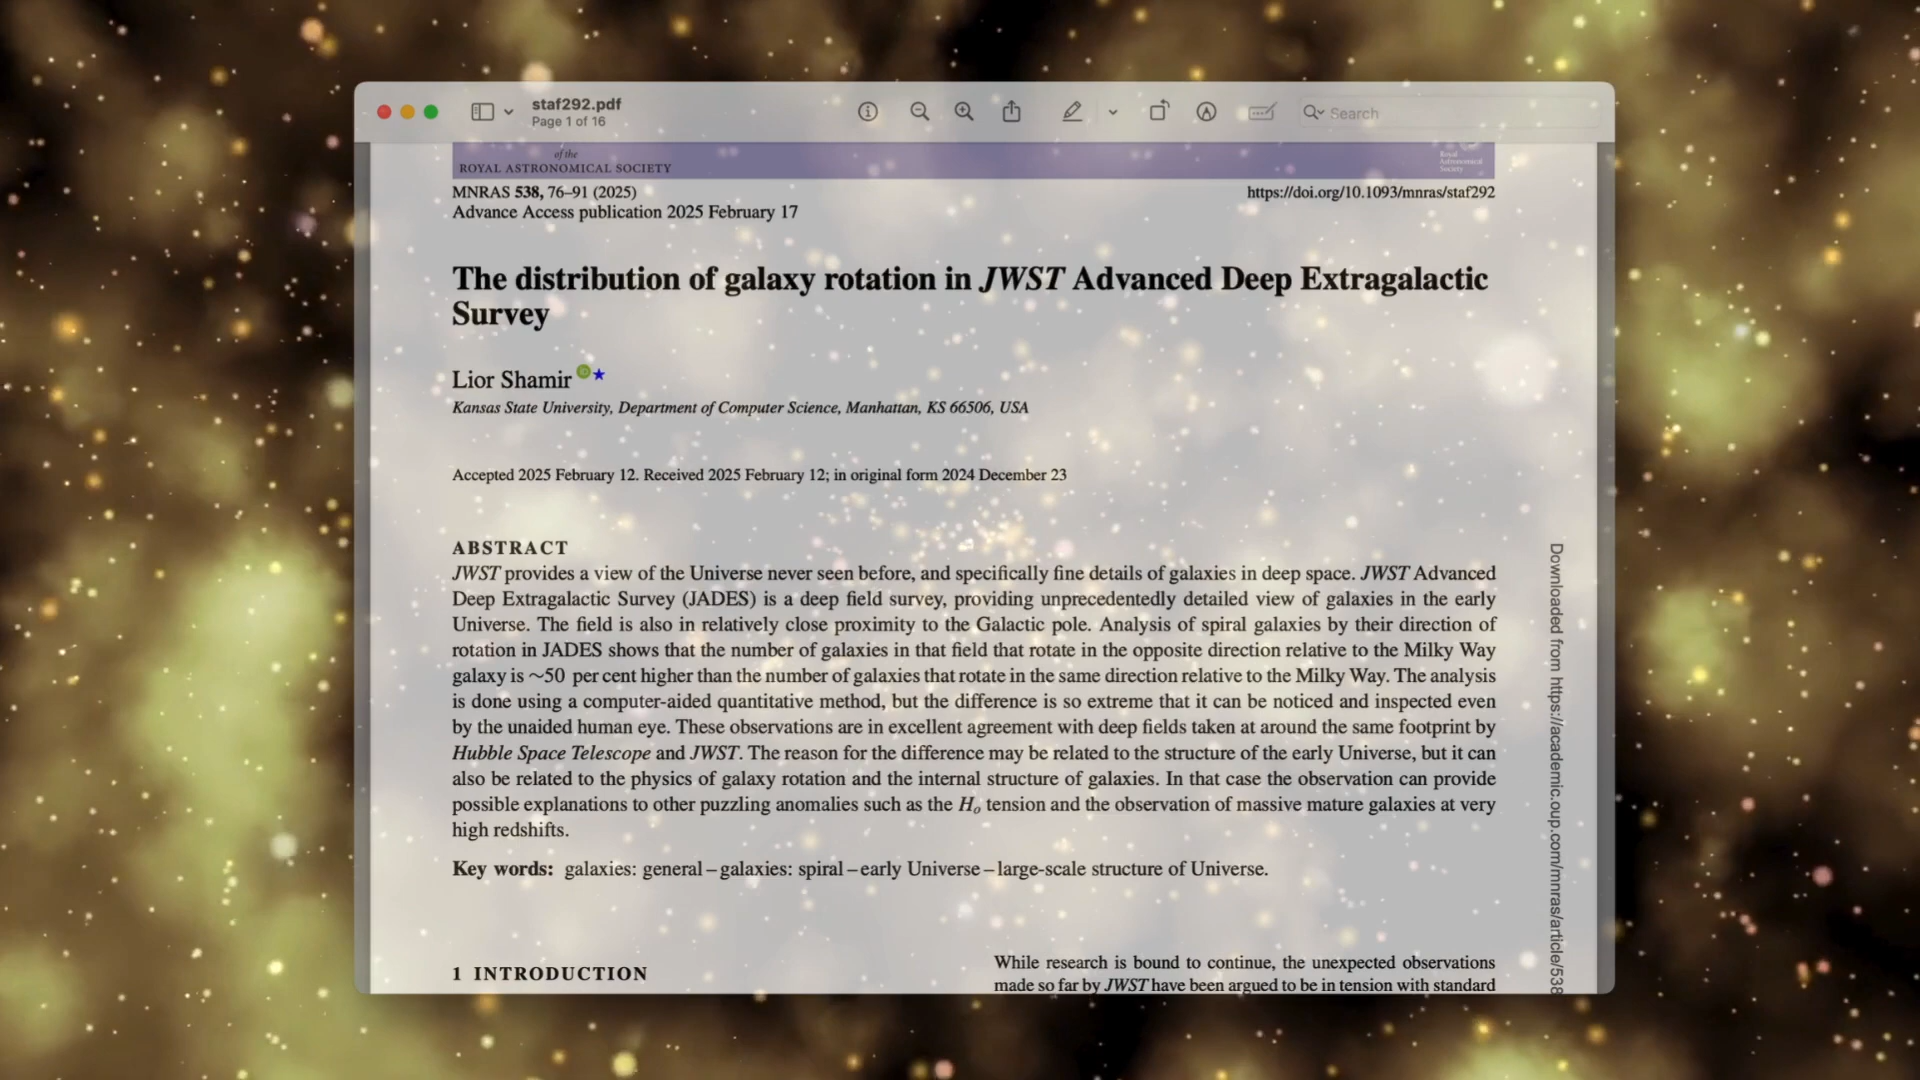 staf292.pdf
Page 1 of 16
Search
of the
ROYAL ASTRONOMICAL SOCIETY
Royal
Astronomical
Society
MNRAS 538, 76–91 (2025)
https://doi.org/10.1093/mnras/staf292
Advance Access publication 2025 February 17
The distribution of galaxy rotation in JWST Advanced Deep Extragalactic
Survey
Lior Shamir
Kansas State University, Department of Computer Science, Manhattan, KS 66506, USA
Accepted 2025 February 12. Received 2025 February 12; in original form 2024 December 23
ABSTRACT
JWST provides a view of the Universe never seen before, and specifically fine details of galaxies in deep space. JWST Advanced
Deep Extragalactic Survey (JADES) is a deep field survey, providing unprecedentedly detailed view of galaxies in the early
Universe. The field is also in relatively close proximity to the Galactic pole. Analysis of spiral galaxies by their direction of
rotation in JADES shows that the number of galaxies in that field that rotate in the opposite direction relative to the Milky Way
galaxy is ~50 per cent higher than the number of galaxies that rotate in the same direction relative to the Milky Way. The analysis
is done using a computer-aided quantitative method, but the difference is so extreme that it can be noticed and inspected even
by the unaided human eye. These observations are in excellent agreement with deep fields taken at around the same footprint by
Hubble Space Telescope and JWST. The reason for the difference may be related to the structure of the early Universe, but it can
also be related to the physics of galaxy rotation and the internal structure of galaxies. In that case the observation can provide
possible explanations to other puzzling anomalies such as the Hₒ tension and the observation of massive mature galaxies at very
high redshifts.
Key words: galaxies: general – galaxies: spiral – early Universe – large-scale structure of Universe.
1 INTRODUCTION
While research is bound to continue, the unexpected observations
made so far by JWST have been argued to be in tension with standard
Downloaded from https://academic.oup.com/mnras/article/538